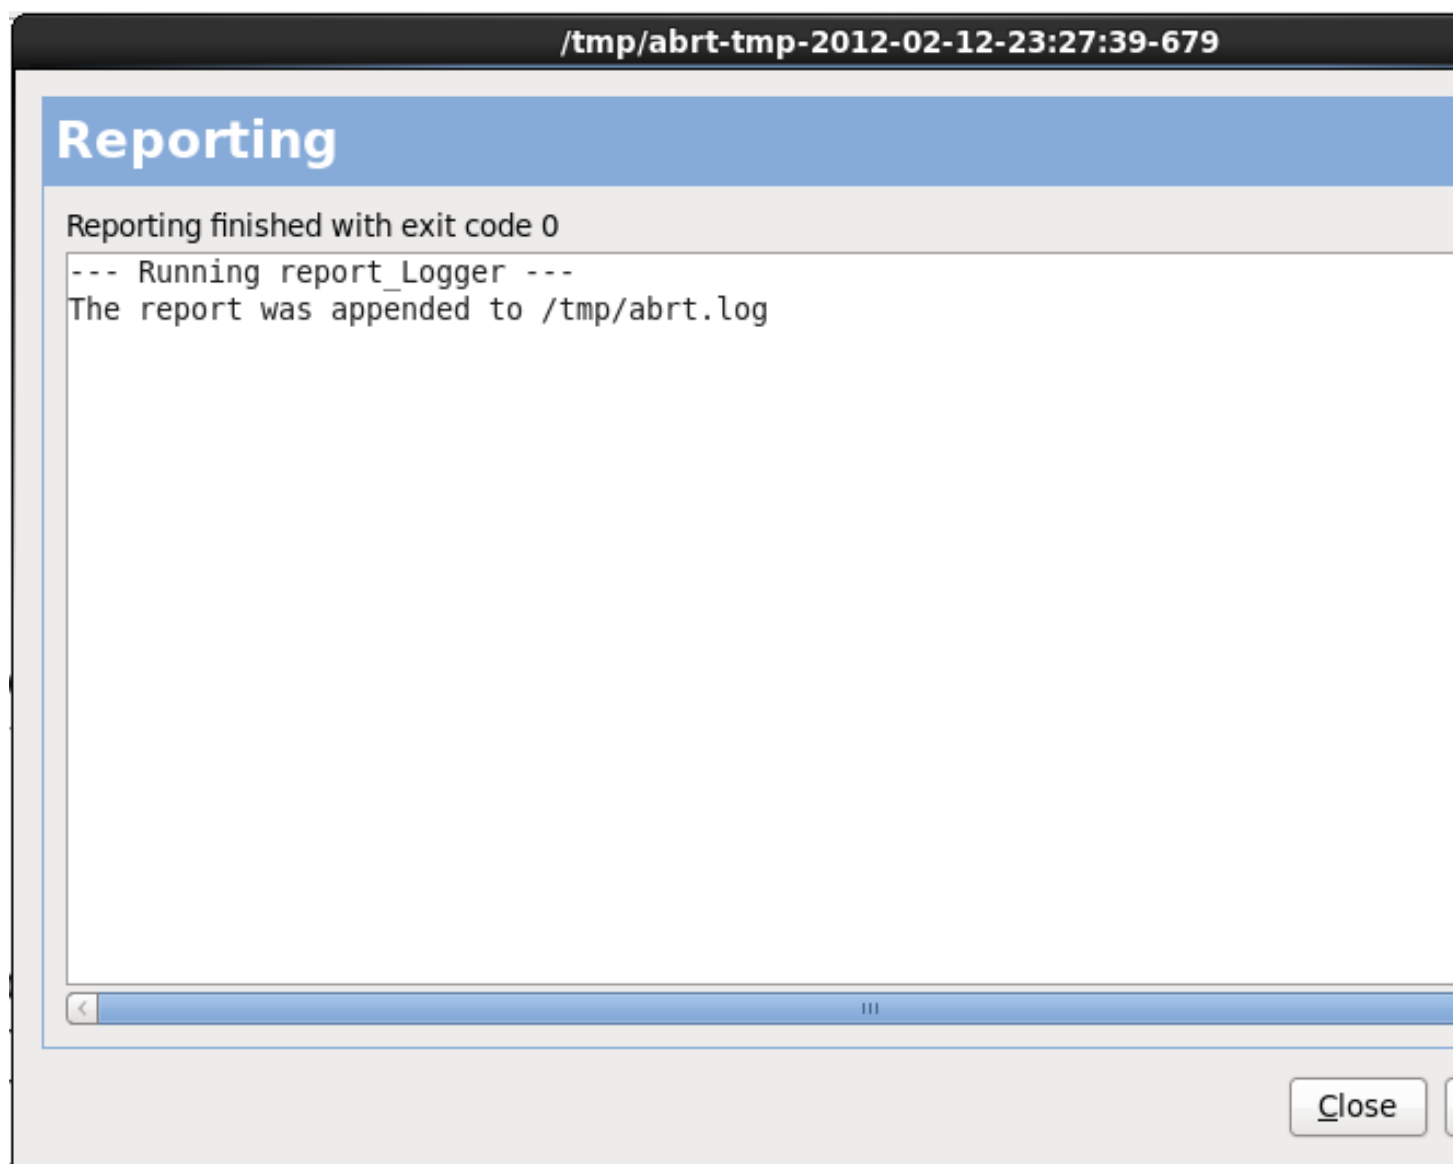 /tmp/abrt-tmp-2012-02-12-23:27:39-679
Reporting
Reporting finished with exit code 0
--- Running report_Logger ---
The report was appended to /tmp/abrt.log
Close